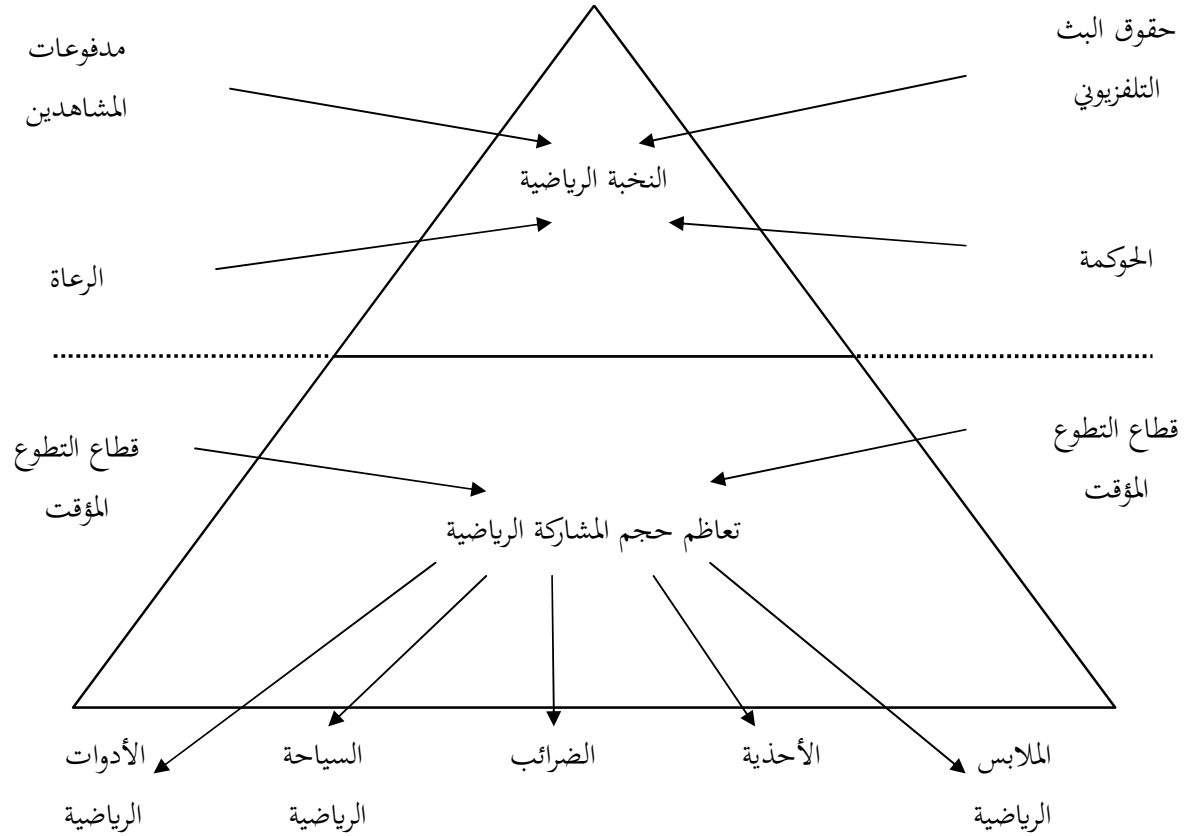 حقوق البث
التلفزيوني
مدفوعات
المشاهدين
النخبة الرياضية
الحوكمة
الرعاة
قطاع التطوع
المؤقت
قطاع التطوع
المؤقت
تعاظم حجم المشاركة الرياضية
الملابس
الرياضية
الأحذية
الضرائب
السياحة
الرياضية
الأدوات
الرياضية